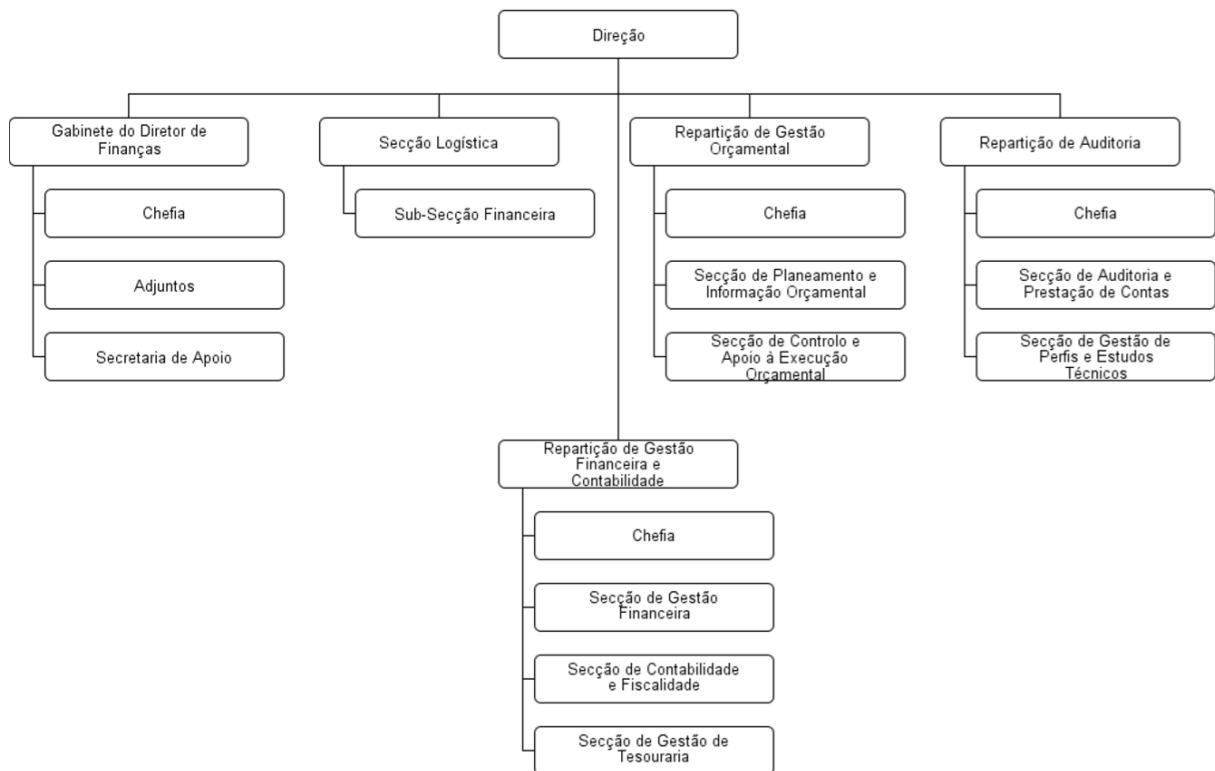 Direção
Gabinete do Diretor de
Finanças
Chefia
Adjuntos
Secretaria de Apoio
Secção Logística
Sub-Secção Financeira
Repartição de Gestão
Orçamental
Chefia
Secção de Planeamento e
Informação Orçamental
Secção de Controlo e
Apoio à Execução
Orçamental
Repartição de Auditoria
Chefia
Secção de Auditoria e
Prestação de Contas
Secção de Gestão de
Perfis e Estudos
Técnicos
Repartição de Gestão
Financeira e
Contabilidade
Chefia
Secção de Gestão
Financeira
Secção de Contabilidade
e Fiscalidade
Secção de Gestão de
Tesouraria